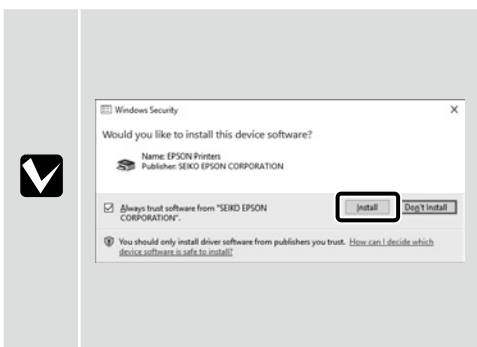 Windows Security
Would you like to install this device software?
Name: EPSON Printers
Publisher: SEIKO EPSON CORPORATION
Always trust software from "SEIKO EPSON
CORPORATION".
Install
Don't Install
You should only install driver software from publishers you trust. How can I decide which
device software is safe to install?